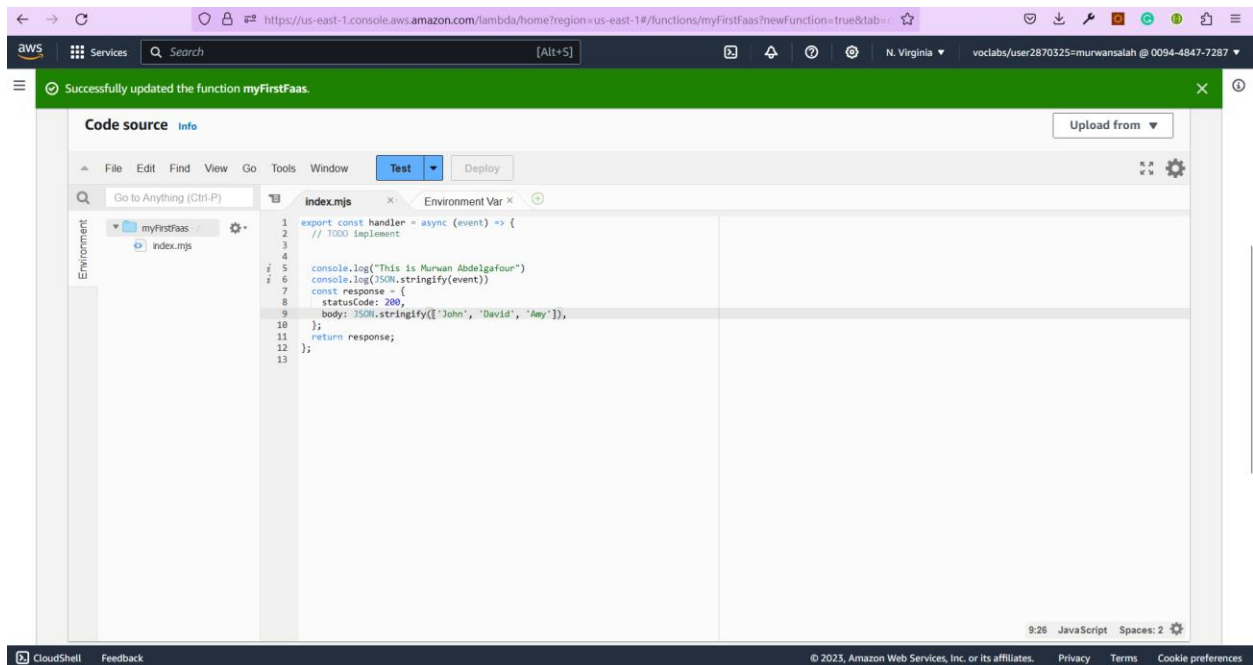 https://us-east-1.console.aws.amazon.com/lambda/home?region=us-east-1#/functions/myFirstFaas?newFunction=true&tab=
aws
Services
Search
[Alt+S]
N. Virginia
voclabs/user2870325=murwansalah @ 0094-4847-7287
Successfully updated the function myFirstFaas.
Code source Info
Upload from
File Edit Find View Go Tools Window
Test
Deploy
Go to Anything (Ctrl-P)
index.mjs
Environment Var
Environment
myFirstFaas /
index.mjs
1 export const handler = async (event) => {
2 // TODO implement
3
4
i 5 console.log("This is Murwan Abdelgafour")
i 6 console.log(JSON.stringify(event))
7 const response = {
8 statusCode: 200,
9 body: JSON.stringify(['John', 'David', 'Amy']),
10 };
11 return response;
12 };
13
9:26 JavaScript Spaces: 2
CloudShell Feedback
© 2023, Amazon Web Services, Inc. or its affiliates. Privacy Terms Cookie preferences